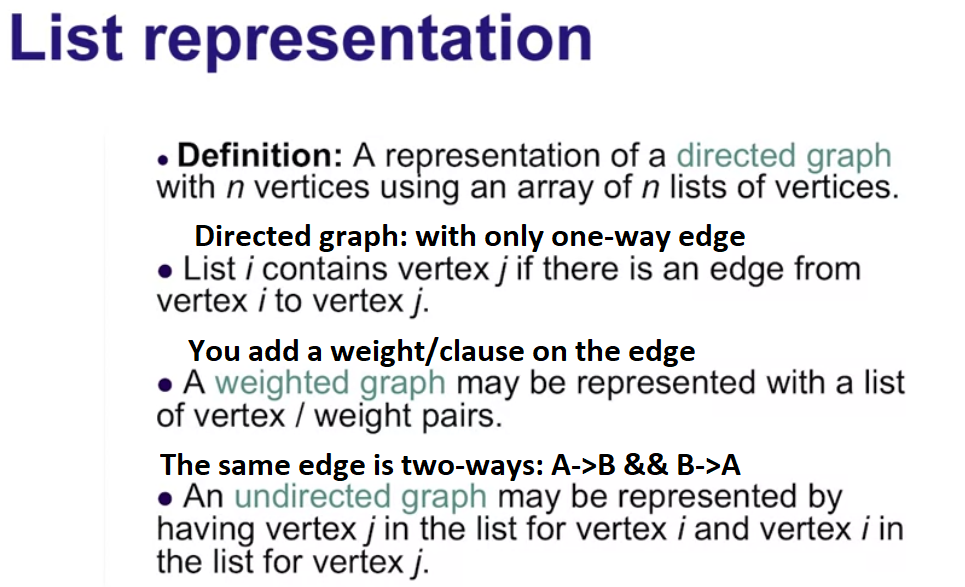 List representation
• Definition: A representation of a directed graph
with n vertices using an array of n lists of vertices.
Directed graph: with only one-way edge
• List i contains vertex j if there is an edge from
vertex i to vertex j.
You add a weight/clause on the edge
• A weighted graph may be represented with a list
of vertex / weight pairs.
The same edge is two-ways: A->B && B->A
• An undirected graph may be represented by
having vertex j in the list for vertex i and vertex i in
the list for vertex j.